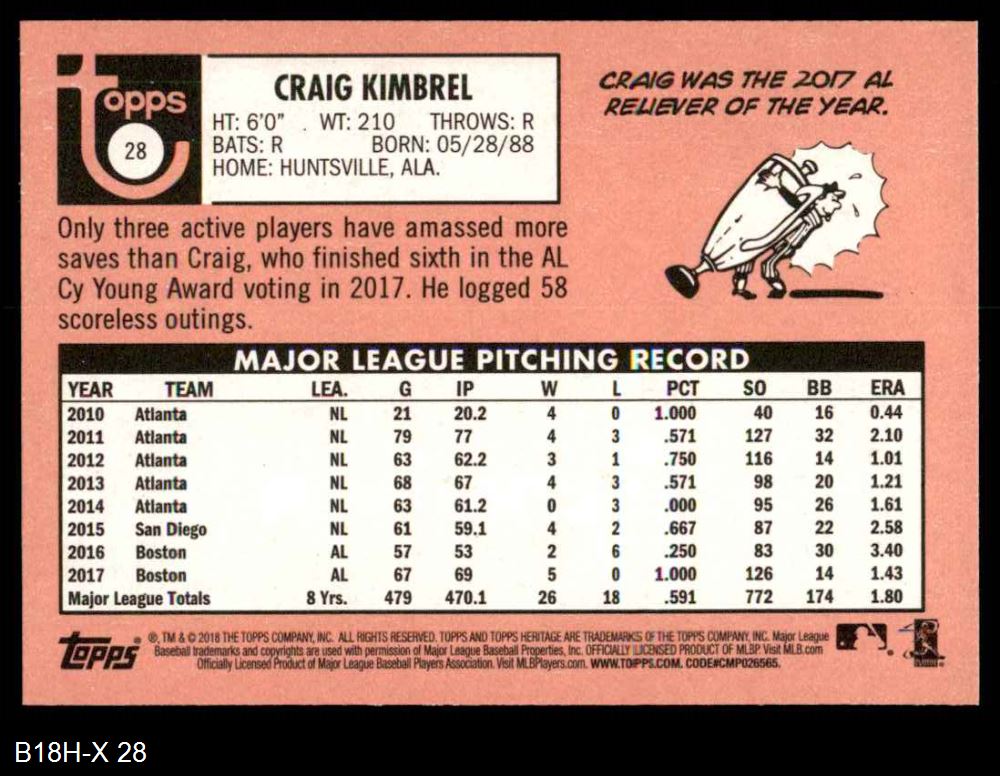 Topps
28
CRAIG KIMBREL
HT: 6'0" WT: 210 THROWS: R
BATS: R BORN: 05/28/88
HOME: HUNTSVILLE, ALA.
CRAIG WAS THE 2017 AL
RELIEVER OF THE YEAR.
Only three active players have amassed more
saves than Craig, who finished sixth in the AL
Cy Young Award voting in 2017. He logged 58
scoreless outings.
MAJOR LEAGUE PITCHING RECORD
YEAR TEAM LEA. G IP W L PCT SO BB ERA
2010 Atlanta NL 21 20.2 4 0 1.000 40 16 0.44
2011 Atlanta NL 79 77 4 3 .571 127 32 2.10
2012 Atlanta NL 63 62.2 3 1 .750 116 14 1.01
2013 Atlanta NL 68 67 4 3 .571 98 20 1.21
2014 Atlanta NL 63 61.2 0 3 .000 95 26 1.61
2015 San Diego NL 61 59.1 4 2 .667 87 22 2.58
2016 Boston AL 57 53 2 6 .250 83 30 3.40
2017 Boston AL 67 69 5 0 1.000 126 14 1.43
Major League Totals 8 Yrs. 479 470.1 26 18 .591 772 174 1.80
Topps ® ®, TM & © 2018 THE TOPPS COMPANY, INC. ALL RIGHTS RESERVED. TOPPS AND TOPPS HERITAGE ARE TRADEMARKS OF THE TOPPS COMPANY, INC. Major League
Baseball trademarks and copyrights are used with permission of Major League Baseball Properties, Inc. OFFICIALLY LICENSED PRODUCT OF MLBP. Visit MLB.com
Officially Licensed Product of Major League Baseball Players Association. Visit MLBPlayers.com. WWW.TOPPS.COM. CODE#CMP026565.
B18H-X 28